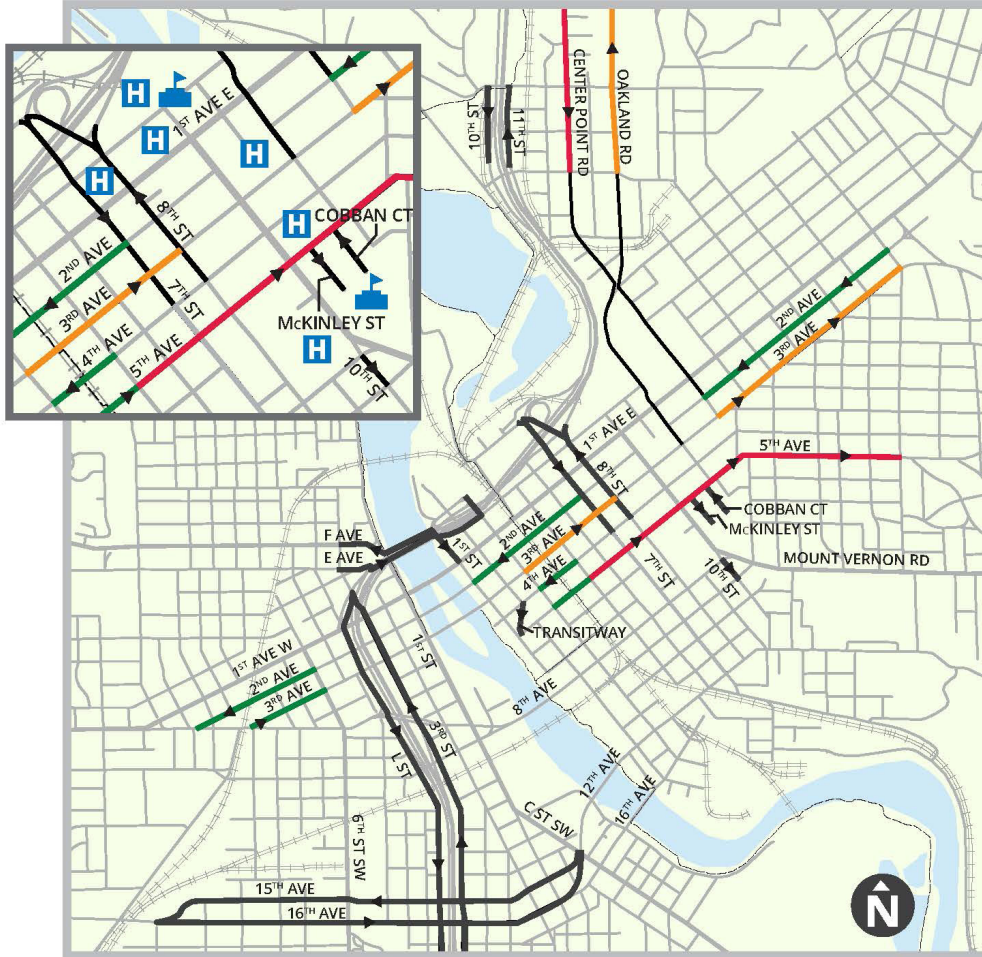 H
1ST AVE E
H
H
H
8TH ST
2ND AVE
3RD AVE
7TH ST
4TH AVE
5TH AVE
H
COBBAN CT
McKINLEY ST
H
10TH ST
10TH ST
11TH ST
CENTER POINT RD
OAKLAND RD
2ND AVE
3RD AVE
1ST AVE E
8TH ST
5TH AVE
COBBAN CT
McKINLEY ST
MOUNT VERNON RD
10TH ST
7TH ST
F AVE
E AVE
1ST ST
2ND AVE
3RD AVE
4TH AVE
TRANSITWAY
1ST ST
1ST AVE W
2ND AVE
3RD AVE
8TH AVE
3RD ST
L ST
12TH AVE
16TH AVE
C ST SW
6TH ST SW
15TH AVE
16TH AVE
N